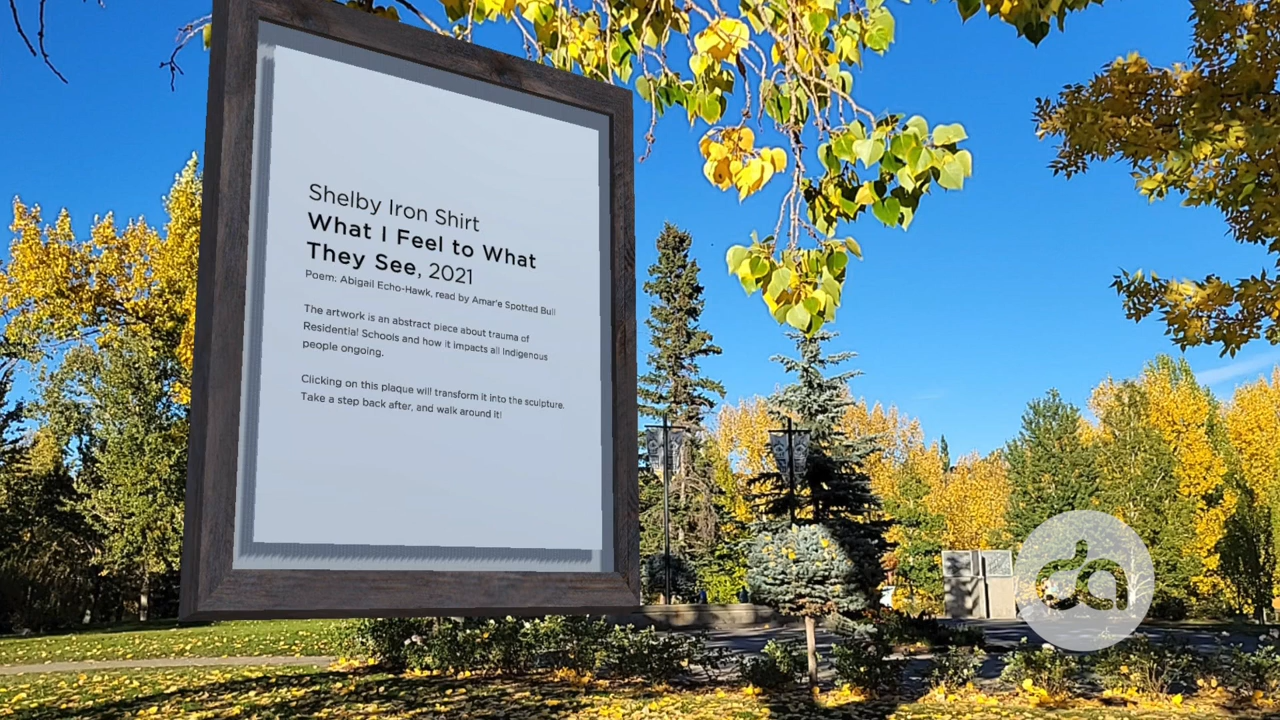 Shelby Iron Shirt
What I Feel to What
They See, 2021
Poem: Abigail Echo-Hawk, read by Amar'e Spotted Bull
The artwork is an abstract piece about trauma of
Residential Schools and how it impacts all Indigenous
people ongoing.
Clicking on this plaque will transform it into the sculpture.
Take a step back after, and walk around it!
da